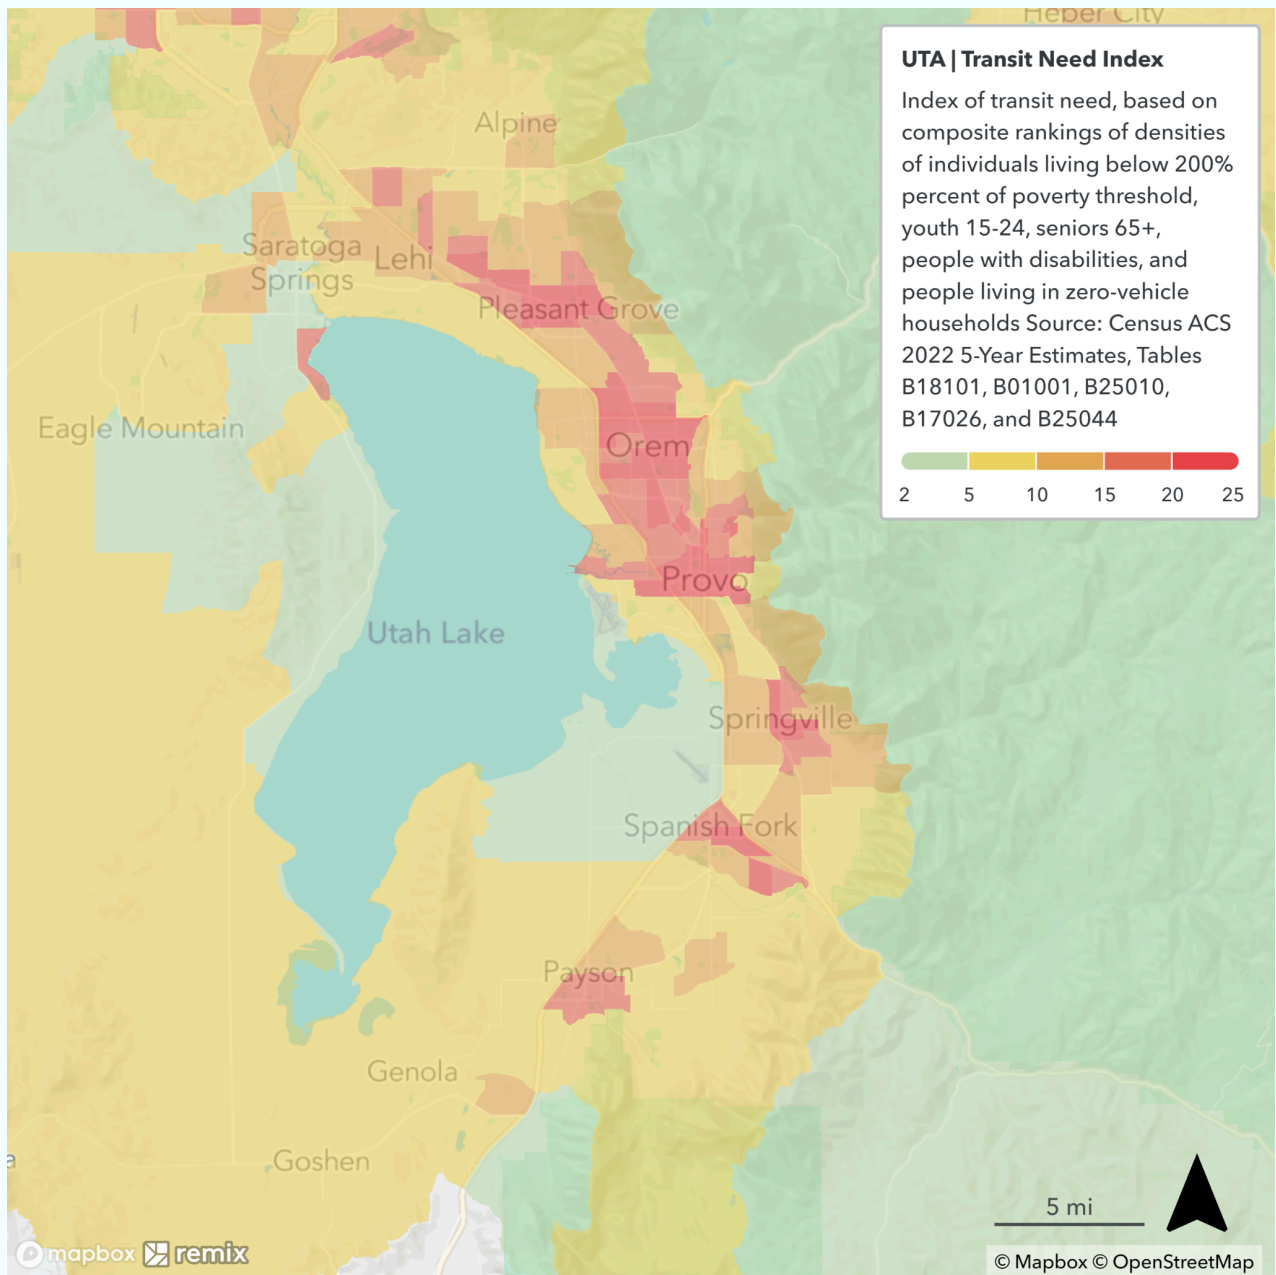 Heber City
UTA | Transit Need Index
Index of transit need, based on
composite rankings of densities
of individuals living below 200%
percent of poverty threshold,
youth 15-24, seniors 65+,
people with disabilities, and
people living in zero-vehicle
households Source: Census ACS
2022 5-Year Estimates, Tables
B18101, B01001, B25010,
B17026, and B25044
2 5 10 15 20 25
Alpine
Saratoga
Springs
Lehi
Pleasant Grove
Eagle Mountain
Orem
Provo
Utah Lake
Springville
Spanish Fork
Payson
Genola
Goshen
a
5 mi
mapbox remix
© Mapbox © OpenStreetMap